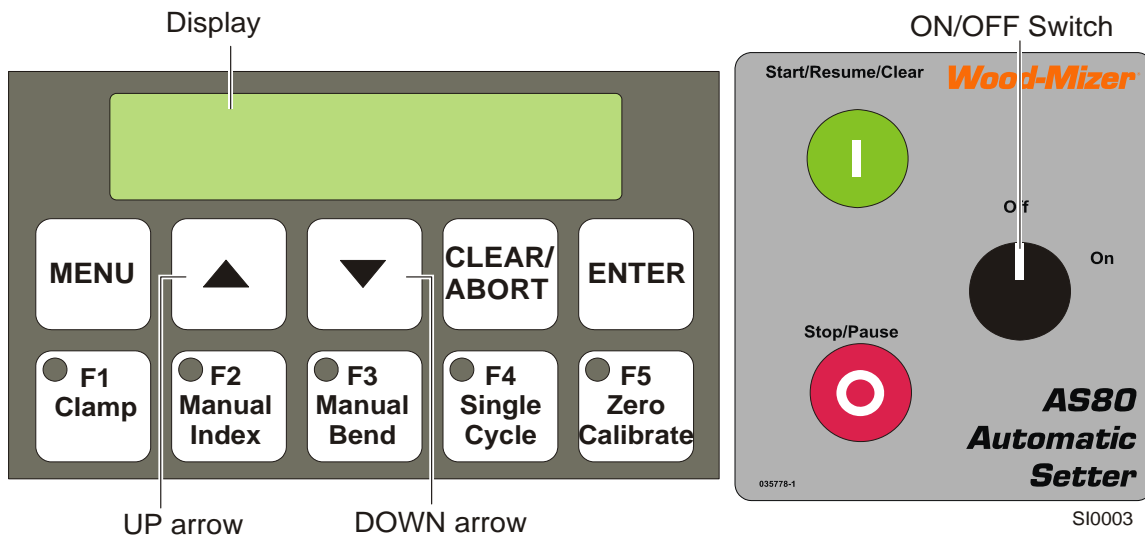 Display
ON/OFF Switch
MENU
CLEAR/
ABORT
ENTER
F1
Clamp
F2
Manual
Index
F3
Manual
Bend
F4
Single
Cycle
F5
Zero
Calibrate
UP arrow
DOWN arrow
Start/Resume/Clear
Wood-Mizer
Off
On
Stop/Pause
AS80
Automatic
Setter
035778-1
SI0003